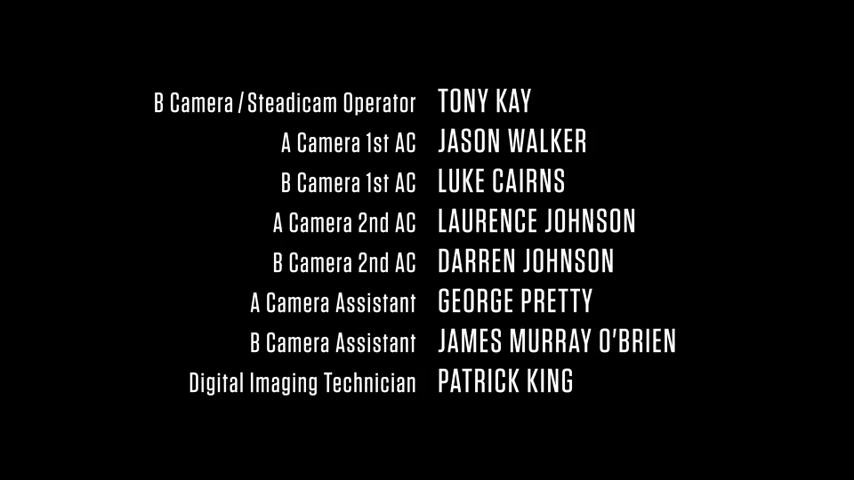 B Camera / Steadicam Operator TONY KAY
A Camera 1st AC JASON WALKER
B Camera 1st AC LUKE CAIRNS
A Camera 2nd AC LAURENCE JOHNSON
B Camera 2nd AC DARREN JOHNSON
A Camera Assistant GEORGE PRETTY
B Camera Assistant JAMES MURRAY O'BRIEN
Digital Imaging Technician PATRICK KING